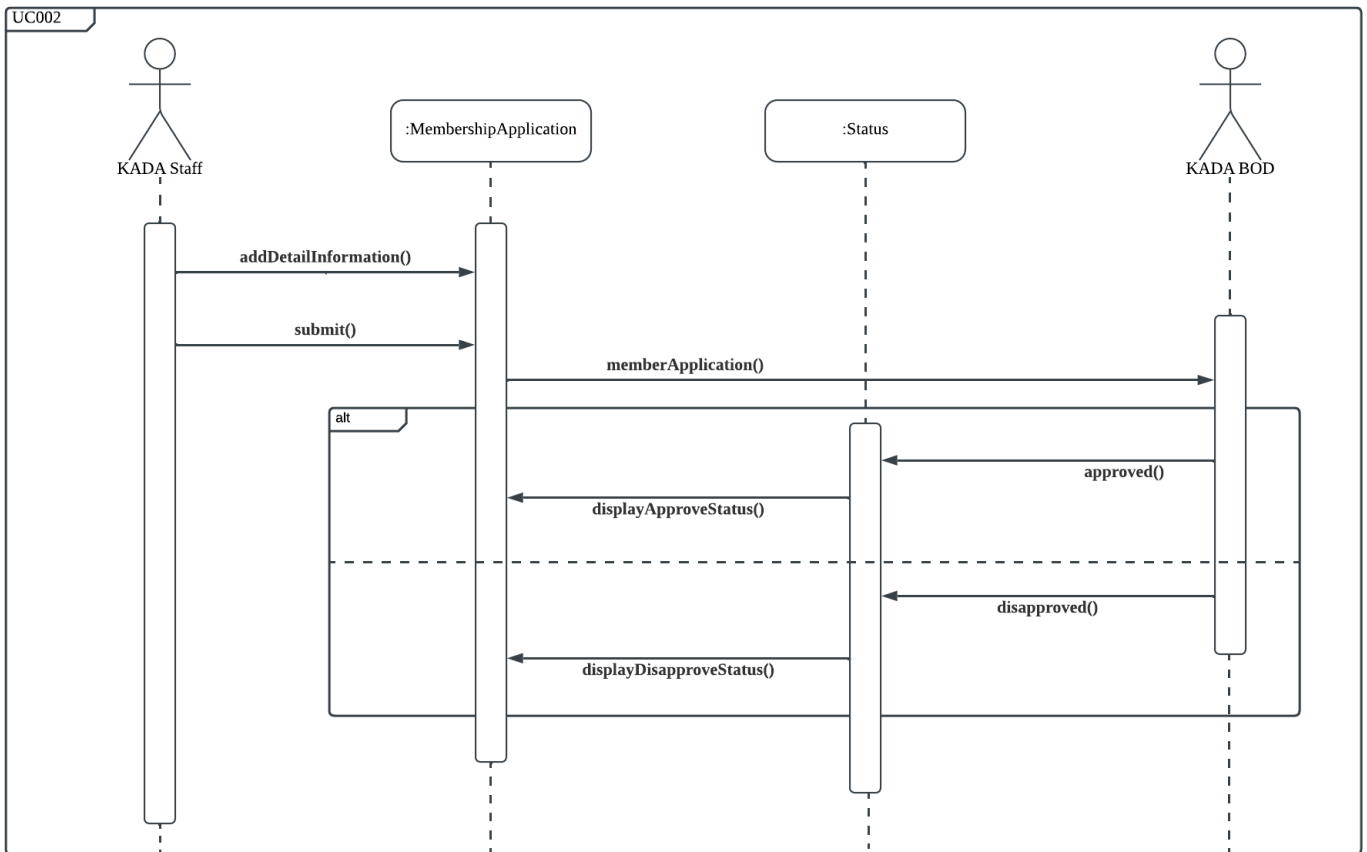 UC002
:MembershipApplication
:Status
KADA Staff
KADA BOD
addDetailInformation()
submit()
memberApplication()
alt
approved()
displayApproveStatus()
disapproved()
displayDisapproveStatus()